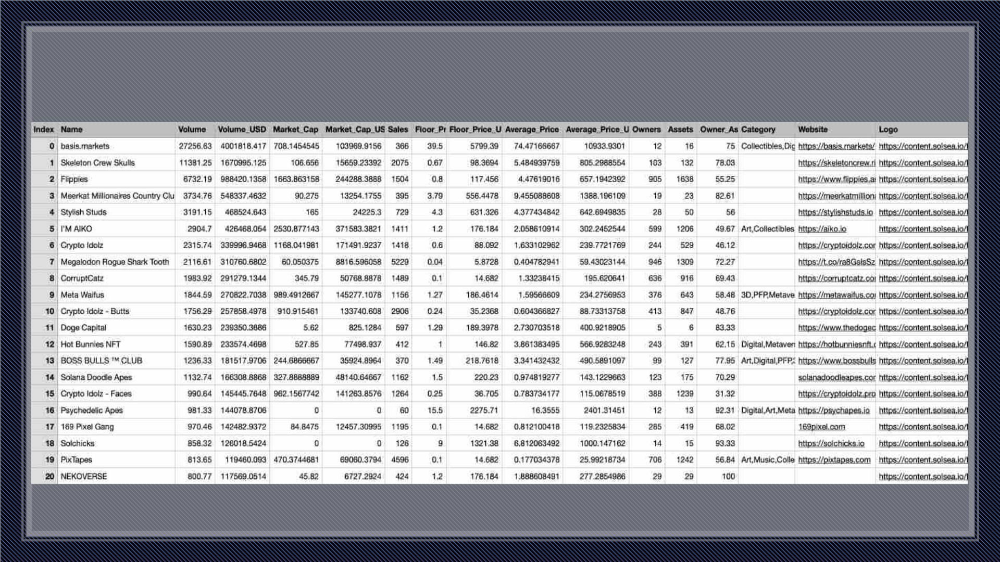 Index Name Volume Volume_USD Market_Cap Market_Cap_US Sales Floor_Pr Floor_Price_U Average_Price Average_Price_U Owners Assets Owner_As Category Website Logo
0 basis.markets 27256.63 4001818.417 708.1454545 103969.9156 366 39.5 5799.39 74.47166667 10933.9301 12 16 75 Collectibles,Dig https://basis.markets/ https://content.solsea.io/f
1 Skeleton Crew Skulls 11381.25 1670995.125 106.656 15659.23392 2075 0.67 98.3694 5.484939759 805.2988554 103 132 78.03 https://skeletoncrew.ri https://content.solsea.io/f
2 Flippies 6732.19 988420.1358 1663.863158 244288.3888 1504 0.8 117.456 4.47619016 657.1942392 905 1638 55.25 https://www.flippies.ar https://content.solsea.io/f
3 Meerkat Millionaires Country Clu 3734.76 548337.4632 90.275 13254.1755 395 3.79 556.4478 9.455088608 1388.196109 19 23 82.61 https://meerkatmilliona https://content.solsea.io/f
4 Stylish Studs 3191.15 468524.643 165 24225.3 729 4.3 631.326 4.377434842 642.6949835 28 50 56 https://stylishstuds.io https://content.solsea.io/f
5 I'M AIKO 2904.7 426468.054 2530.877143 371583.3821 1411 1.2 176.184 2.058610914 302.2452544 599 1206 49.67 Art,Collectibles https://aiko.io https://content.solsea.io/f
6 Crypto Idolz 2315.74 339996.9468 1168.041981 171491.9237 1418 0.6 88.092 1.633102962 239.7721769 244 529 46.12 https://cryptoidolz.cor https://content.solsea.io/f
7 Megalodon Rogue Shark Tooth 2116.61 310760.6802 60.050375 8816.596058 5229 0.04 5.8728 0.404782941 59.43023144 946 1309 72.27 https://t.co/ra8GslsSz https://content.solsea.io/f
8 CorruptCatz 1983.92 291279.1344 345.79 50768.8878 1489 0.1 14.682 1.33238415 195.620641 636 916 69.43 https://corruptcatz.coi https://content.solsea.io/f
9 Meta Waifus 1844.59 270822.7038 989.4912667 145277.1078 1156 1.27 186.4614 1.59566609 234.2756953 376 643 58.48 3D,PFP,Metave https://metawaifus.coi https://content.solsea.io/f
10 Crypto Idolz - Butts 1756.29 257858.4978 910.915461 133740.608 2906 0.24 35.2368 0.604366827 88.73313758 413 847 48.76 https://cryptoidolz.cor https://content.solsea.io/f
11 Doge Capital 1630.23 239350.3686 5.62 825.1284 597 1.29 189.3978 2.730703518 400.9218905 5 6 83.33 https://www.thedogec https://content.solsea.io/f
12 Hot Bunnies NFT 1590.89 233574.4698 527.85 77498.937 412 1 146.82 3.861383495 566.9283248 243 391 62.15 Digital,Metavers https://hotbunniesnft.c https://content.solsea.io/f
13 BOSS BULLS ™ CLUB 1236.33 181517.9706 244.6866667 35924.8964 370 1.49 218.7618 3.341432432 490.5891097 99 127 77.95 Art,Digital,PFP, https://www.bossbulls https://content.solsea.io/f
14 Solana Doodle Apes 1132.74 166308.8868 327.8888889 48140.64667 1162 1.5 220.23 0.974819277 143.1229663 123 175 70.29 solanadoodleapes.cor https://content.solsea.io/f
15 Crypto Idolz - Faces 990.64 145445.7648 962.1567742 141263.8576 1264 0.25 36.705 0.783734177 115.0678519 388 1239 31.32 https://cryptoidolz.pro https://content.solsea.io/f
16 Psychedelic Apes 981.33 144078.8706 0 0 60 15.5 2275.71 16.3555 2401.31451 12 13 92.31 Digital,Art,Meta https://psychapes.io https://content.solsea.io/f
17 169 Pixel Gang 970.46 142482.9372 84.8475 12457.30995 1195 0.1 14.682 0.812100418 119.2325834 285 419 68.02 169pixel.com https://content.solsea.io/f
18 Solchicks 858.32 126018.5424 0 0 126 9 1321.38 6.812063492 1000.147162 14 15 93.33 https://solchicks.io https://content.solsea.io/f
19 PixTapes 813.65 119460.093 470.3744681 69060.3794 4596 0.1 14.682 0.177034378 25.99218734 706 1242 56.84 Art,Music,Colle https://pixtapes.com https://content.solsea.io/f
20 NEKOVERSE 800.77 117569.0514 45.82 6727.2924 424 1.2 176.184 1.888608491 277.2854986 29 29 100 https://content.solsea.io/f